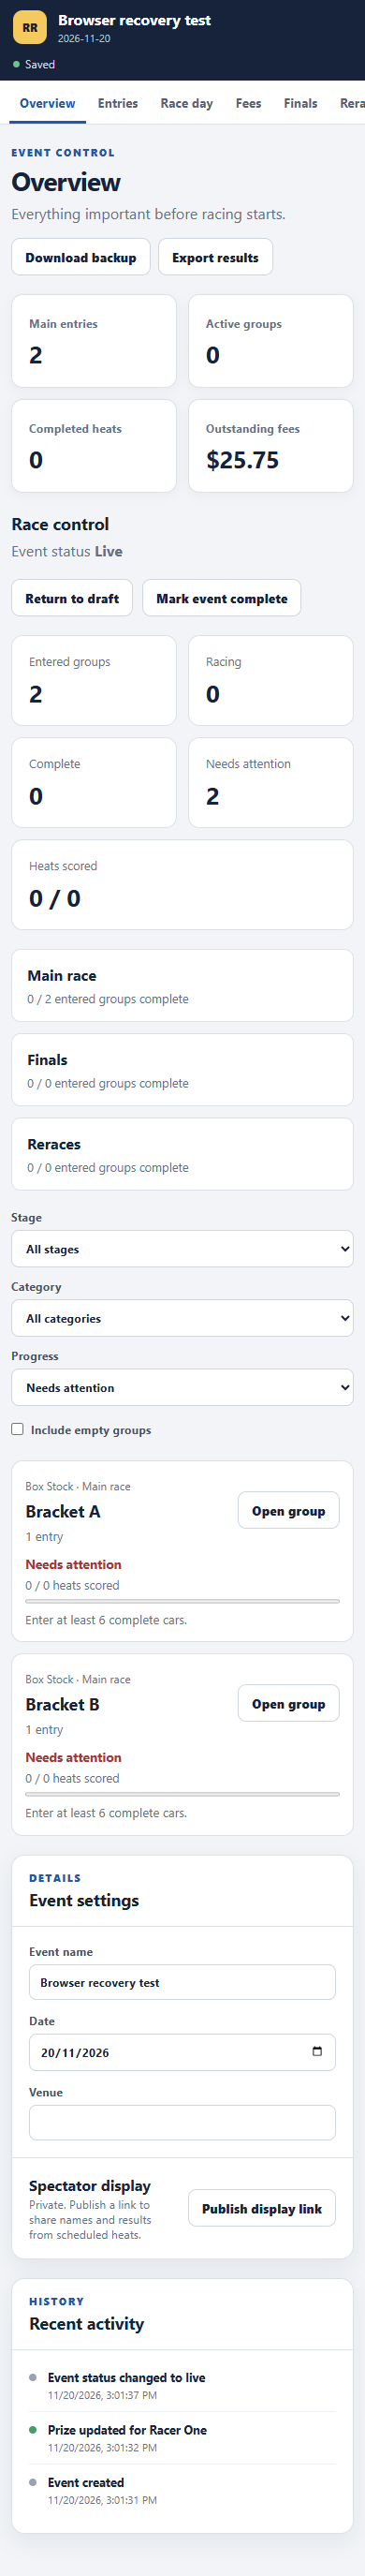 RR
Browser recovery test
2026-11-20
Saved
Overview Entries Race day Fees Finals Rera
EVENT CONTROL
Overview
Everything important before racing starts.
Download backup Export results
Main entries
2
Active groups
0
Completed heats
0
Outstanding fees
$25.75
Race control
Event status Live
Return to draft Mark event complete
Entered groups
2
Racing
0
Complete
0
Needs attention
2
Heats scored
0 / 0
Main race
0 / 2 entered groups complete
Finals
0 / 0 entered groups complete
Reraces
0 / 0 entered groups complete
Stage
All stages
Category
All categories
Progress
Needs attention
Include empty groups
Box Stock · Main race
Bracket A
1 entry
Open group
Needs attention
0 / 0 heats scored
Enter at least 6 complete cars.
Box Stock · Main race
Bracket B
1 entry
Open group
Needs attention
0 / 0 heats scored
Enter at least 6 complete cars.
DETAILS
Event settings
Event name
Browser recovery test
Date
20/11/2026
Venue
Spectator display
Private. Publish a link to
share names and results
from scheduled heats.
Publish display link
HISTORY
Recent activity
Event status changed to live
11/20/2026, 3:01:37 PM
Prize updated for Racer One
11/20/2026, 3:01:32 PM
Event created
11/20/2026, 3:01:31 PM